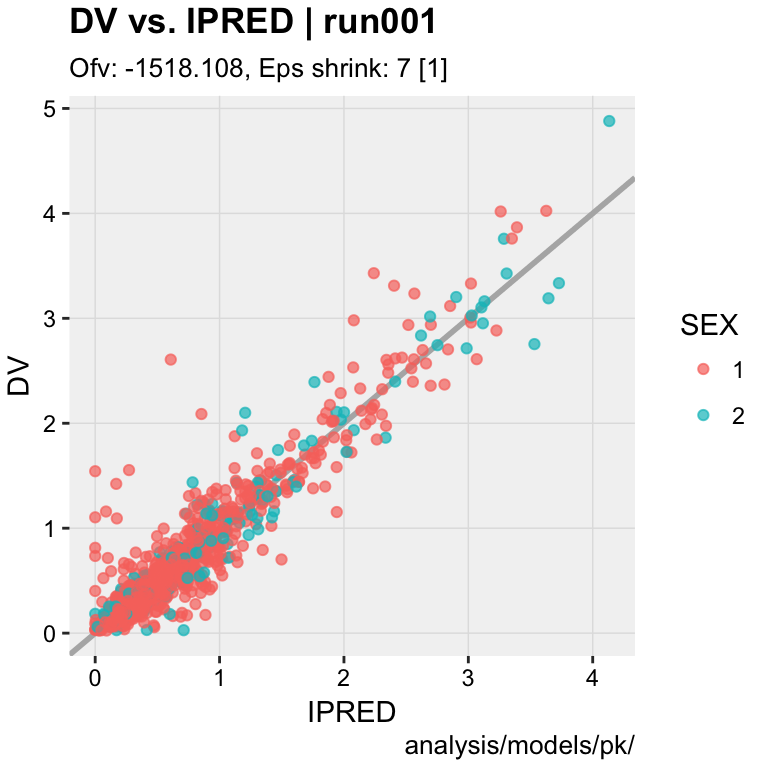 DV vs. IPRED | run001
Ofv: -1518.108, Eps shrink: 7 [1]
5
4
3
2
1
0
DV
0 1 2 3 4
IPRED
SEX
1
2
analysis/models/pk/